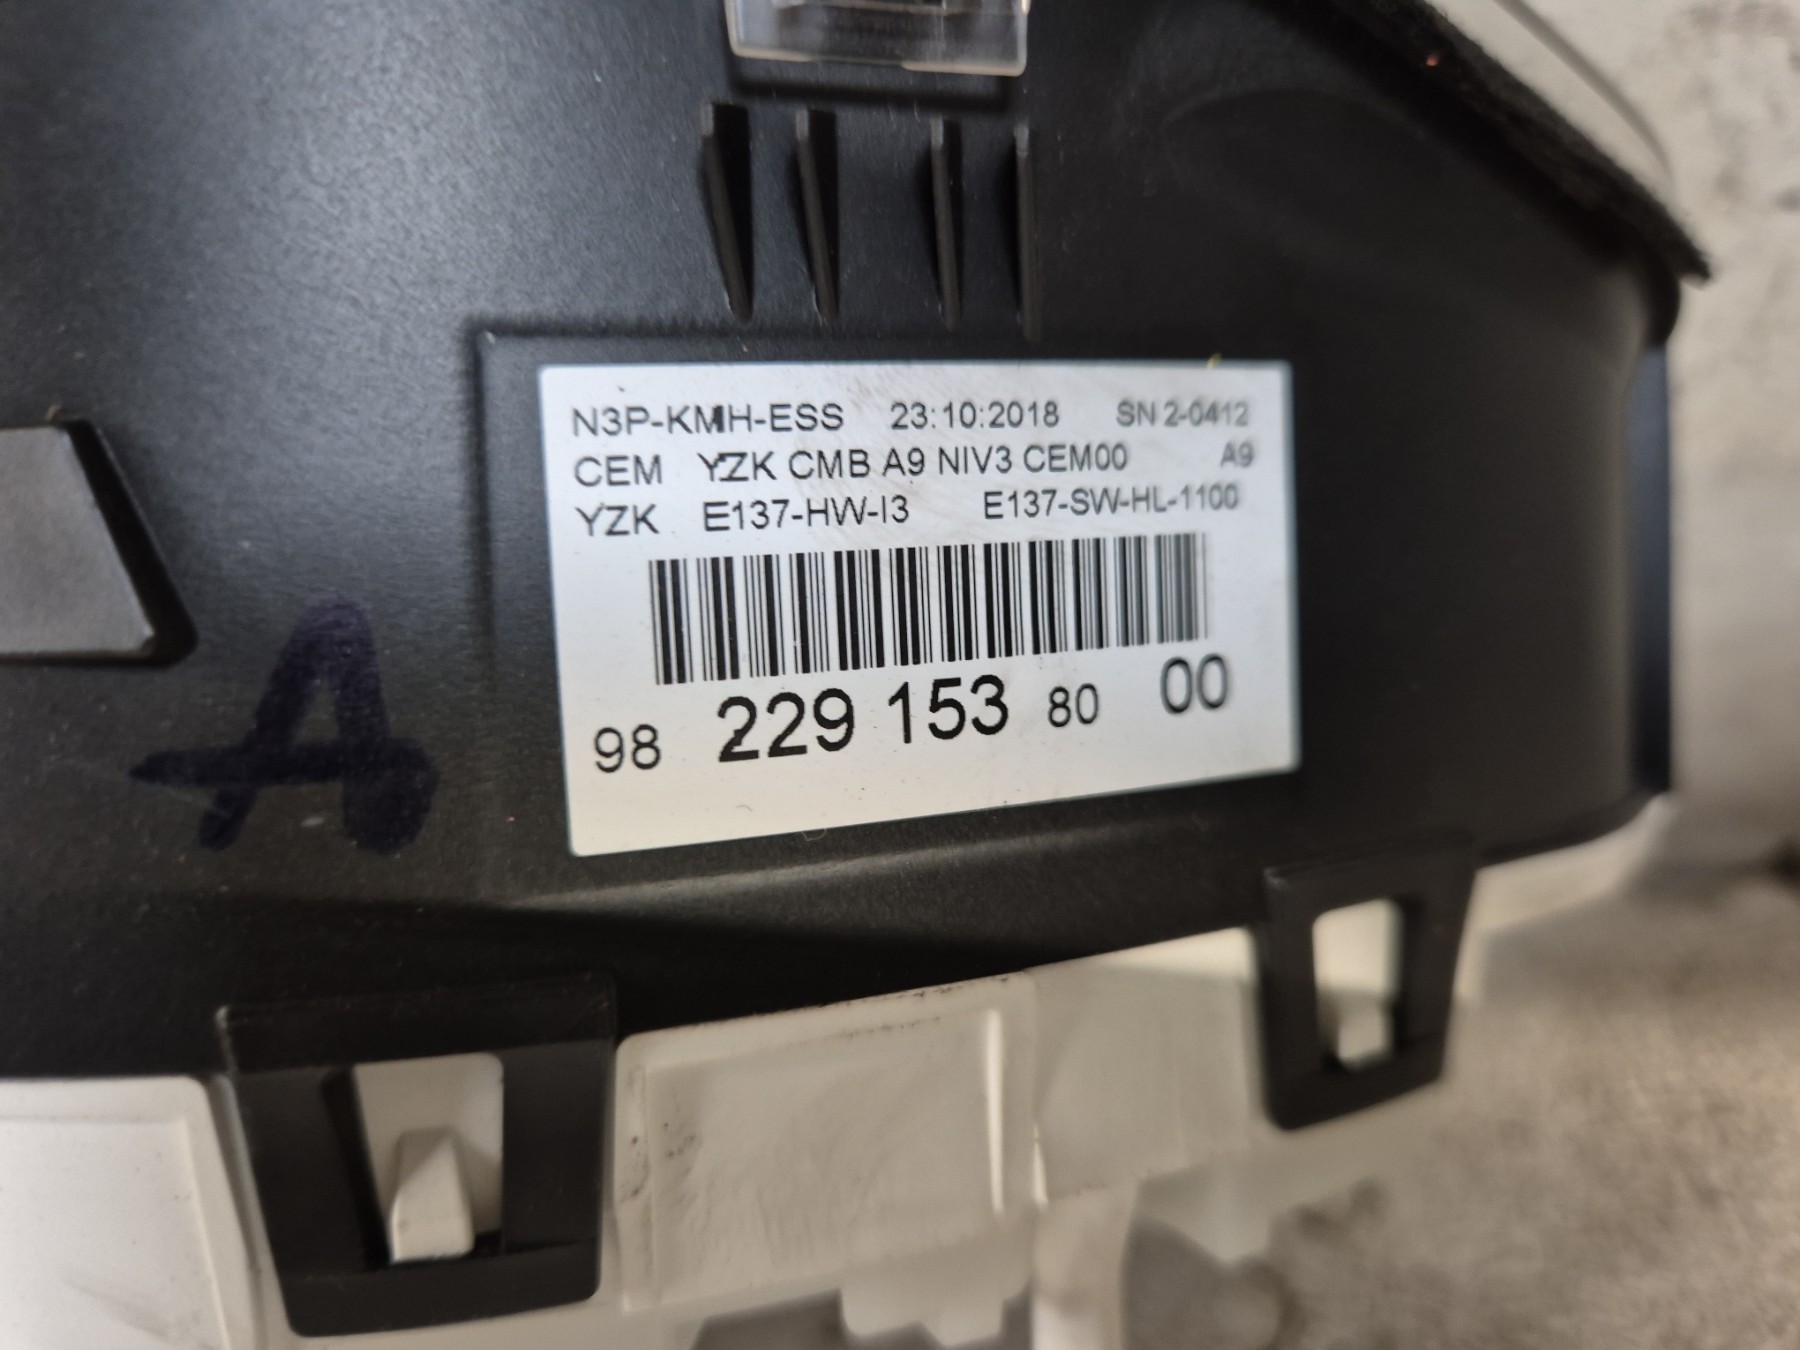 N3P-KMH-ESS 23:10:2018 SN 2-0412
CEM YZK CMB A9 NIV3 CEM00 A9
YZK E137-HW-I3 E137-SW-HL-1100
98 229 153 80 00
A